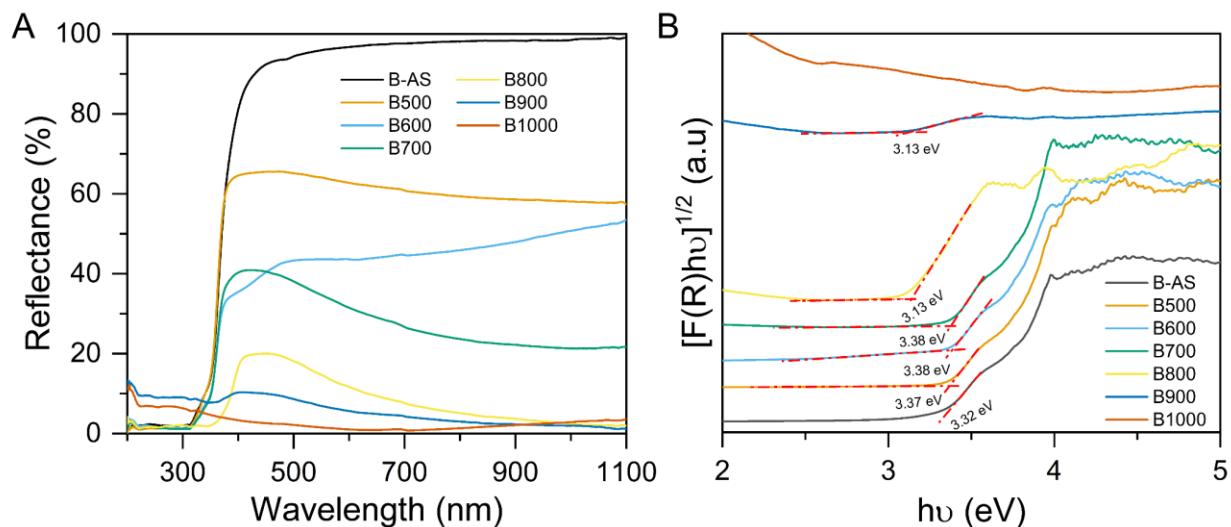 A
Reflectance (%)
100
80
60
40
20
0
B-AS
B500
B600
B700
B800
B900
B1000
300
500
700
900
1100
Wavelength (nm)
B
[F(R)hυ]^1/2 (a.u)
3.13 eV
3.13 eV
3.38 eV
3.38 eV
3.37 eV
3.32 eV
B-AS
B500
B600
B700
B800
B900
B1000
2
3
4
5
hυ (eV)